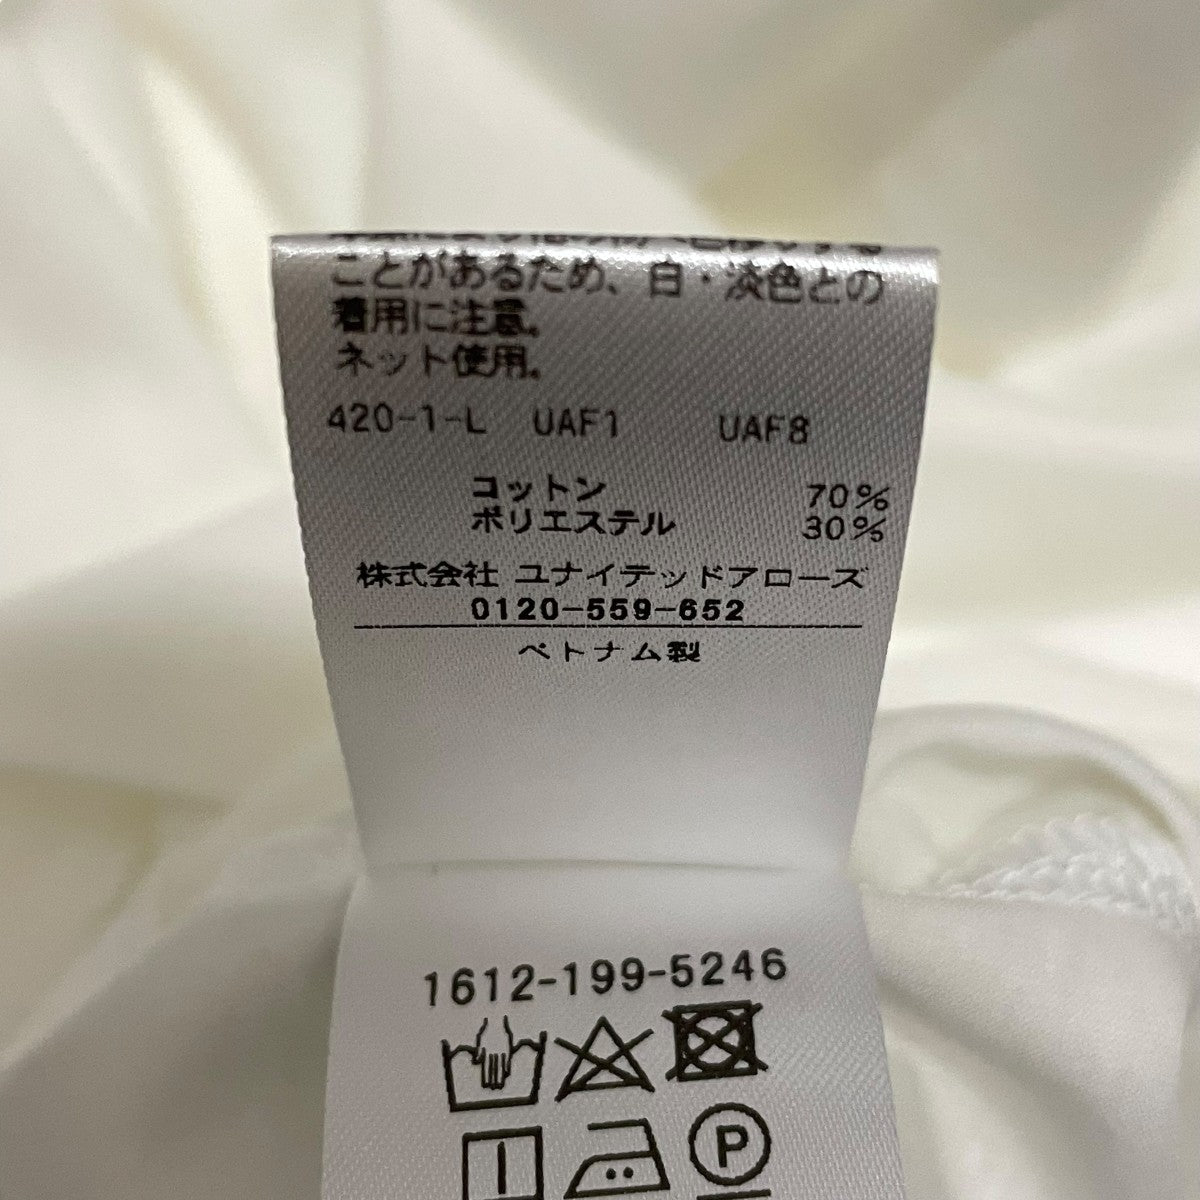 ことがあるため、白・淡色との
着用に注意。
ネット使用。
420-1-L UAF1 UAF8
コットン 70%
ポリエステル 30%
株式会社 ユナイテッドアローズ
0120-559-652
ベトナム製
1612-199-5246
P